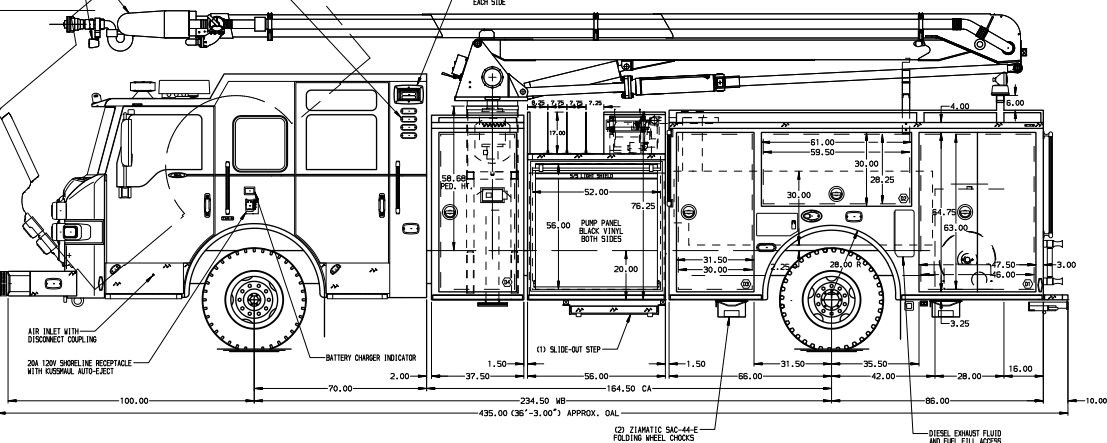 EACH SIDE
4.00
6.00
8.25 7.75 7.75 7.25
17.00
61.00
59.50
30.00
28.25
58.68
PED. HT.
S/S LIGHT SHIELD
52.00
76.25
30.00
D2
56.00
PUMP PANEL
BLACK VINYL
BOTH SIDES
64.75
63.00
20.00
31.50
30.00
28.00 R
47.50
46.00
3.00
D4
D3
D1
3.25
AIR INLET WITH
DISCONNECT COUPLING
20A 120V SHORELINE RECEPTACLE
WITH KUSSMAUL AUTO-EJECT
BATTERY CHARGER INDICATOR
(1) SLIDE-OUT STEP
1.50
1.50
31.50
35.50
2.00
37.50
56.00
66.00
42.00
28.00
16.00
70.00
164.50 CA
100.00
234.50 WB
86.00
10.00
435.00 (36'-3.00") APPROX. OAL
(2) ZIAMATIC SAC-44-E
FOLDING WHEEL CHOCKS
DIESEL EXHAUST FLUID
AND FUEL FILL ACCESS